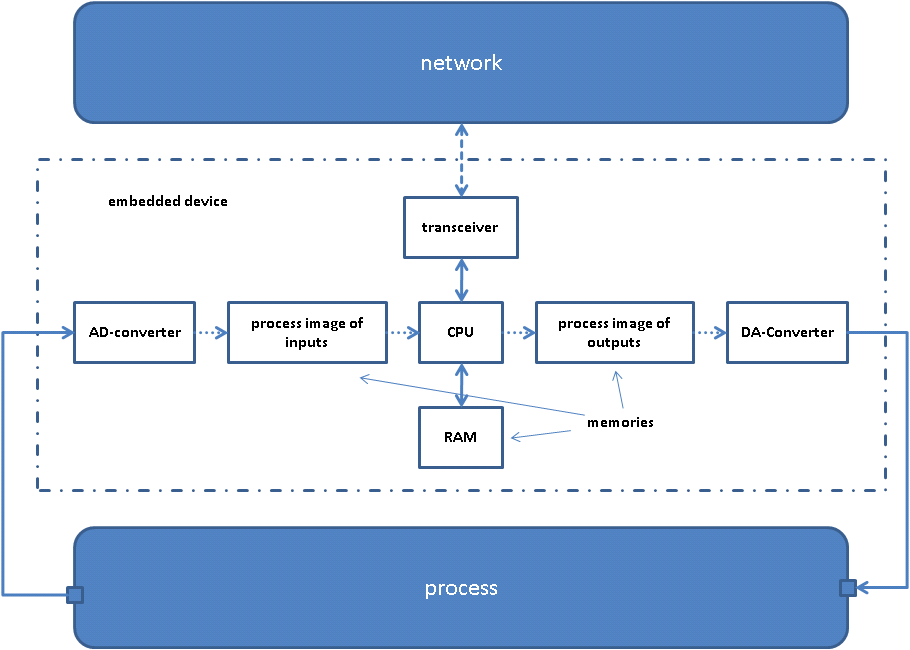 network
embedded device
transceiver
AD-converter
process image of
inputs
CPU
process image of
outputs
DA-Converter
memories
RAM
process